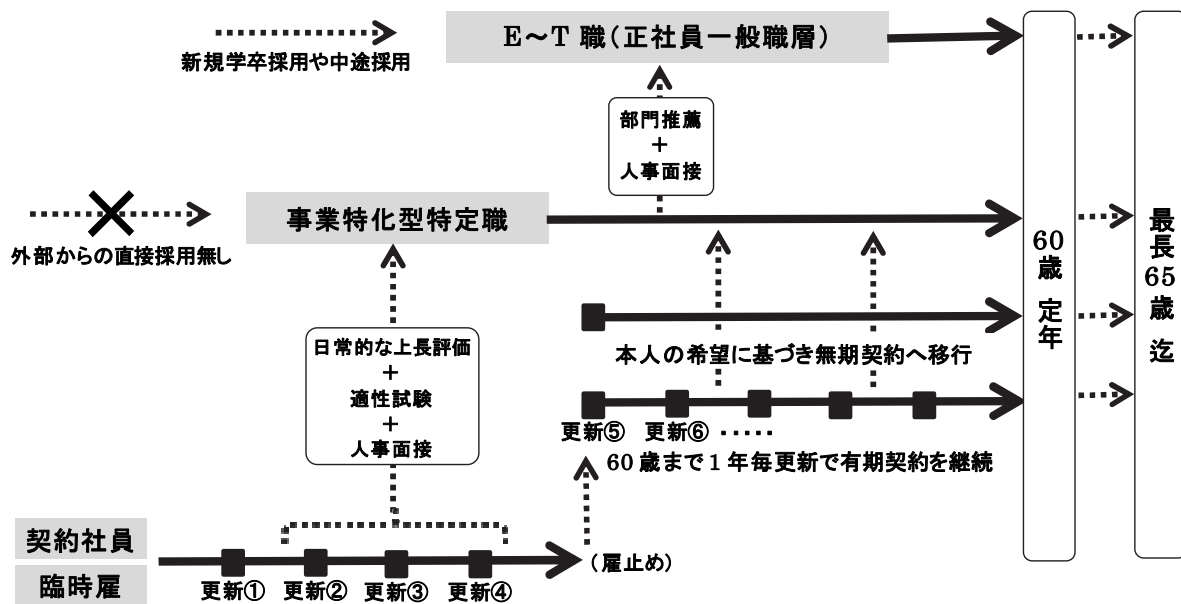 E～T 職(正社員一般職層)
新規学卒採用や中途採用
部門推薦
＋
人事面接
事業特化型特定職
外部からの直接採用無し
日常的な上長評価
＋
適性試験
＋
人事面接
本人の希望に基づき無期契約へ移行
更新⑤ 更新⑥ ‥‥‥
60 歳まで 1 年毎更新で有期契約を継続
契約社員
臨時雇
更新① 更新② 更新③ 更新④
(雇止め)
60歳 定年
最長65歳 迄